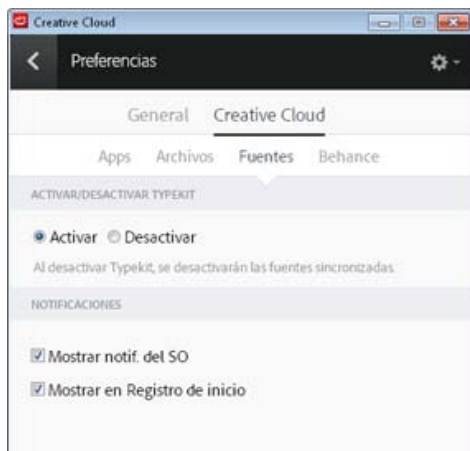 Creative Cloud
Preferencias
General Creative Cloud
Apps Archivos Fuentes Behance
ACTIVAR/DESACTIVAR TYPEKIT
Activar Desactivar
Al desactivar Typekit, se desactivarán las fuentes sincronizadas.
NOTIFICACIONES
Mostrar notif. del SO
Mostrar en Registro de inicio